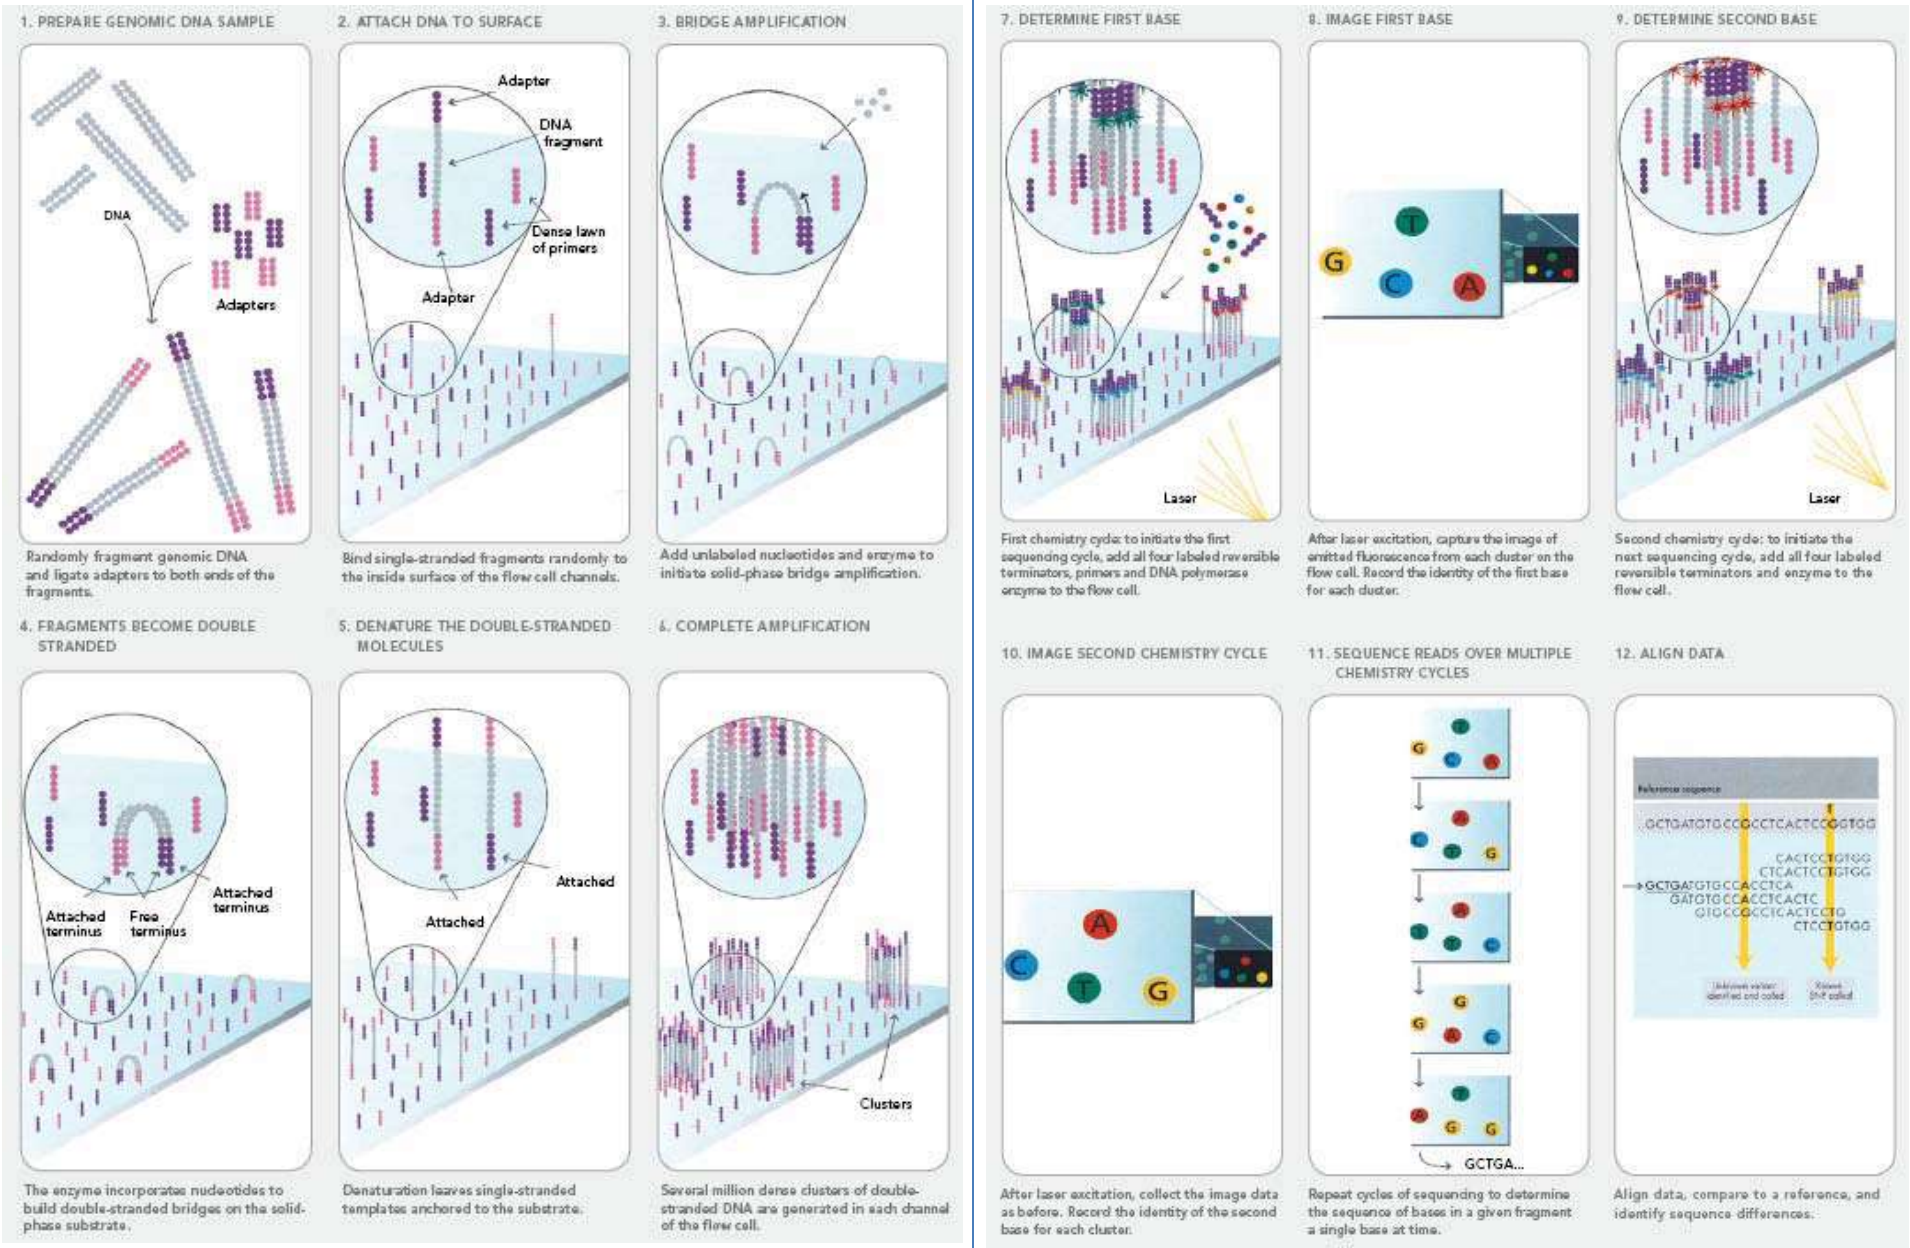 1. PREPARE GENOMIC DNA SAMPLE
DNA
Adapters
Randomly fragment genomic DNA
and ligate adapters to both ends of the
fragments.
2. ATTACH DNA TO SURFACE
Adapter
DNA
fragment
Dense lawn
of primers
Adapter
Bind single-stranded fragments randomly to
the inside surface of the flow cell channels.
3. BRIDGE AMPLIFICATION
Add unlabeled nucleotides and enzyme to
initiate solid-phase bridge amplification.
4. FRAGMENTS BECOME DOUBLE
STRANDED
Attached
terminus
Free
terminus
Attached
terminus
The enzyme incorporates nucleotides to
build double-stranded bridges on the solid-
phase substrate.
5. DENATURE THE DOUBLE-STRANDED
MOLECULES
Attached
Attached
Denaturation leaves single-stranded
templates anchored to the substrate.
6. COMPLETE AMPLIFICATION
Clusters
Several million dense clusters of double-
stranded DNA are generated in each channel
of the flow cell.
7. DETERMINE FIRST BASE
Laser
First chemistry cycle: to initiate the first
sequencing cycle, add all four labeled reversible
terminators, primers and DNA polymerase
enzyme to the flow cell.
8. IMAGE FIRST BASE
T
G
C
A
After laser excitation, capture the image of
emitted fluorescence from each cluster on the
flow cell. Record the identity of the first base
for each cluster.
9. DETERMINE SECOND BASE
Laser
Second chemistry cycle: to initiate the
next sequencing cycle, add all four labeled
reversible terminators and enzyme to the
flow cell.
10. IMAGE SECOND CHEMISTRY CYCLE
A
C
T
G
After laser excitation, collect the image data
as before. Record the identity of the second
base for each cluster.
11. SEQUENCE READS OVER MULTIPLE
CHEMISTRY CYCLES
T
G
C
A
A
C
T
G
A
T
T
C
G
G
A
C
T
A
G
G
GCTGA...
Repeat cycles of sequencing to determine
the sequence of bases in a given fragment
a single base at time.
12. ALIGN DATA
Reference sequence
GCTGATGTGCCGCCTCACTCCGGTGG
CACTCCTGTGG
CTCACTCCTGTGG
GCTGATGTGCCACCTCA
GATGTGCCACCTCACTC
GTGCCGCCTCACTCCTG
CTCCTGTGG
Unknown variant
identified and called
Known
SNP called
Align data, compare to a reference, and
identify sequence differences.